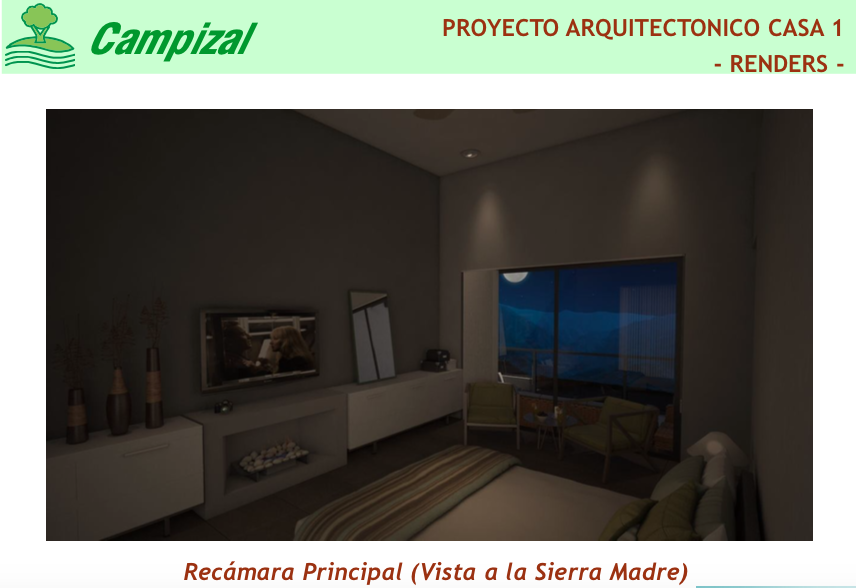 Campizal
PROYECTO ARQUITECTONICO CASA 1
- RENDERS -
Recámara Principal (Vista a la Sierra Madre)